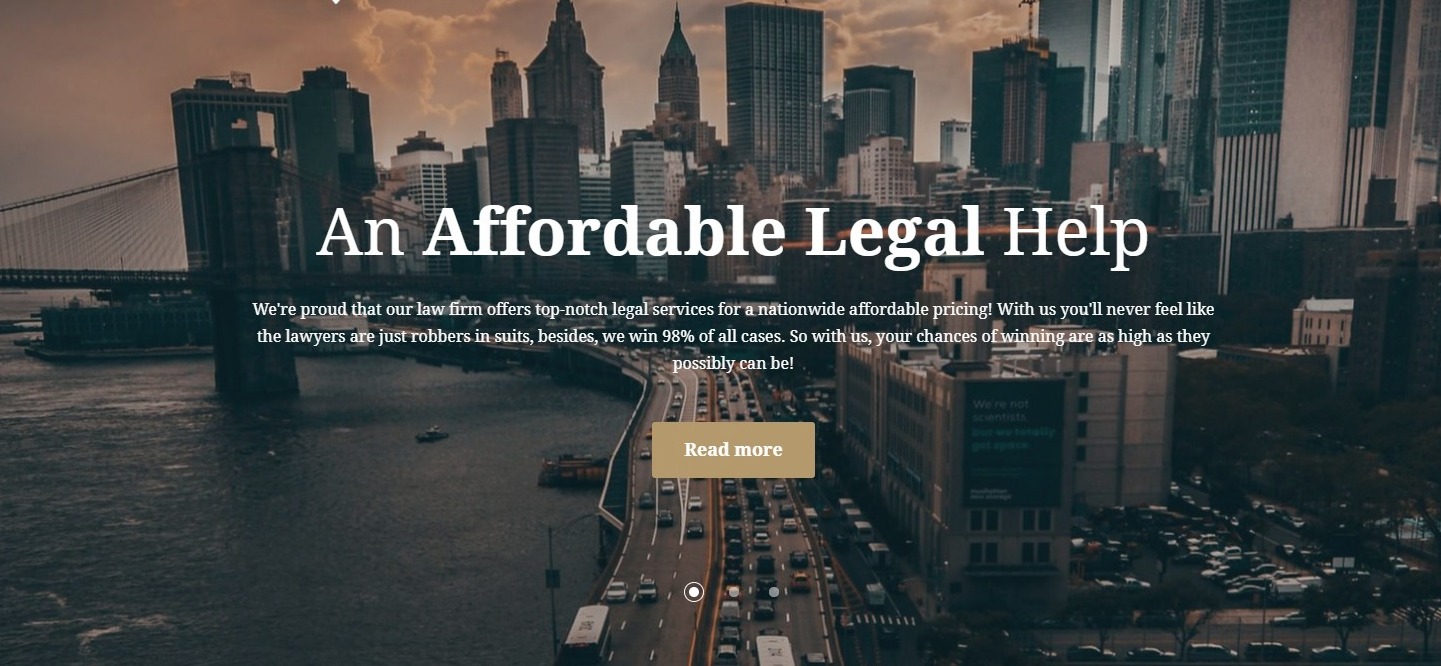 An Affordable Legal Help
We're proud that our law firm offers top-notch legal services for a nationwide affordable pricing! With us you'll never feel like
the lawyers are just robbers in suits, besides, we win 98% of all cases. So with us, your chances of winning are as high as they
possibly can be!
We're not
scientists.
But we totally
get space.
manhattan
mini storage
Read more